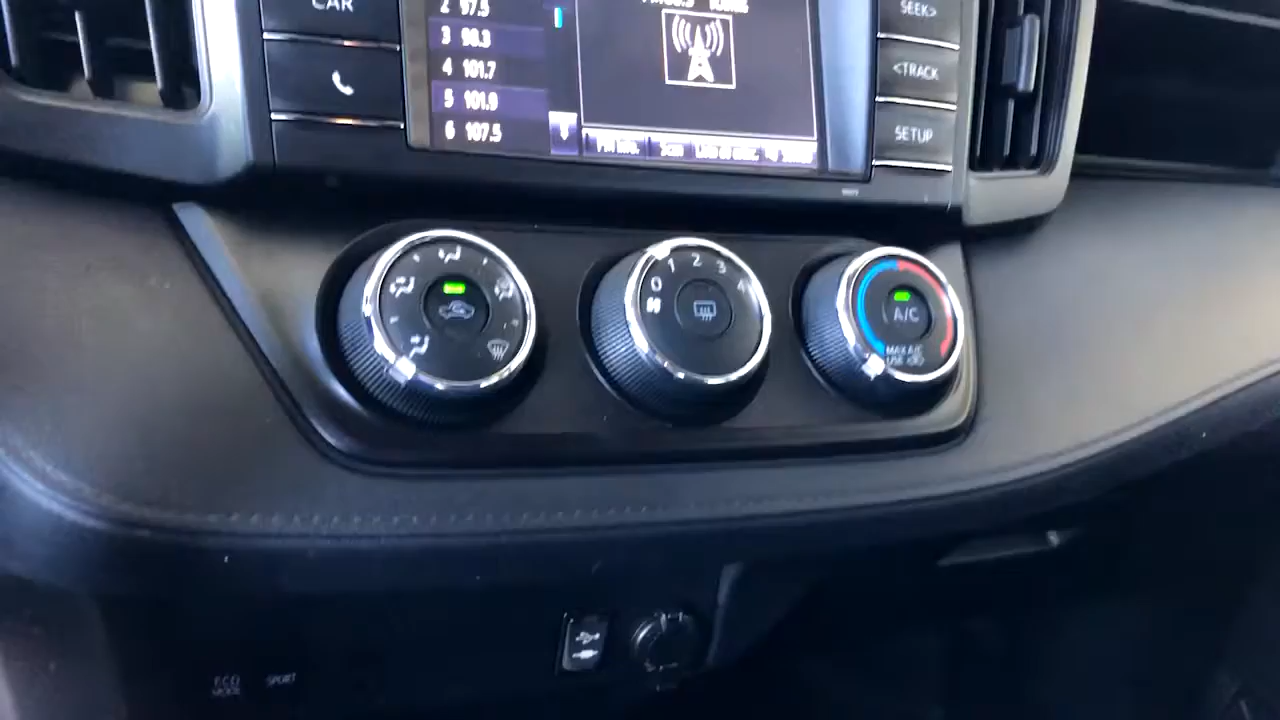 CAR
2 97.5
3 98.3
4 101.7
5 101.9
6 107.5
SEEK>
<TRACK
SETUP
0 1 2 3 4
A/C
MAX A/C
USE
ECO
MODE
SPORT